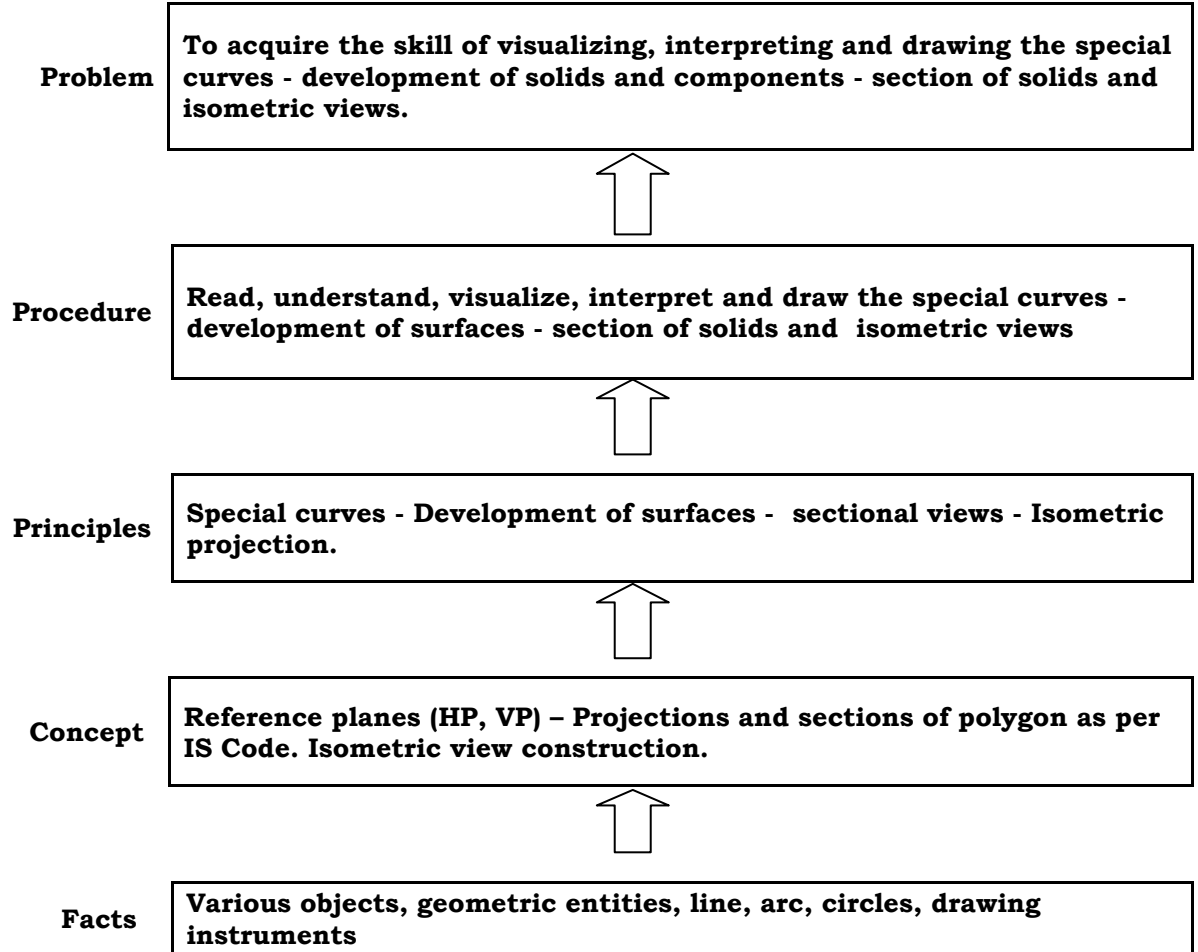 Problem
To acquire the skill of visualizing, interpreting and drawing the special
curves - development of solids and components - section of solids and
isometric views.
Procedure
Read, understand, visualize, interpret and draw the special curves -
development of surfaces - section of solids and isometric views
Principles
Special curves - Development of surfaces - sectional views - Isometric
projection.
Concept
Reference planes (HP, VP) – Projections and sections of polygon as per
IS Code. Isometric view construction.
Facts
Various objects, geometric entities, line, arc, circles, drawing
instruments